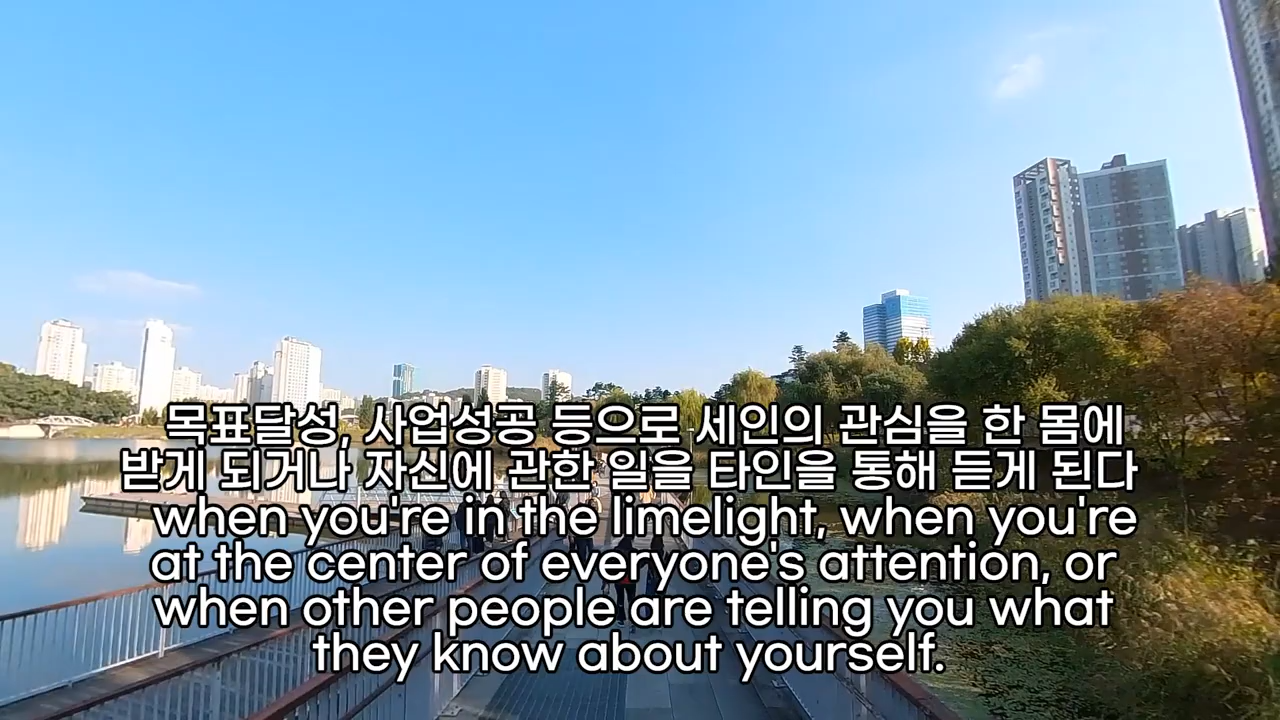 목표달성, 사업성공 등으로 세인의 관심을 한 몸에
받게 되거나 자신에 관한 일을 타인을 통해 듣게 된다
when you're in the limelight, when you're
at the center of everyone's attention, or
when other people are telling you what
they know about yourself.